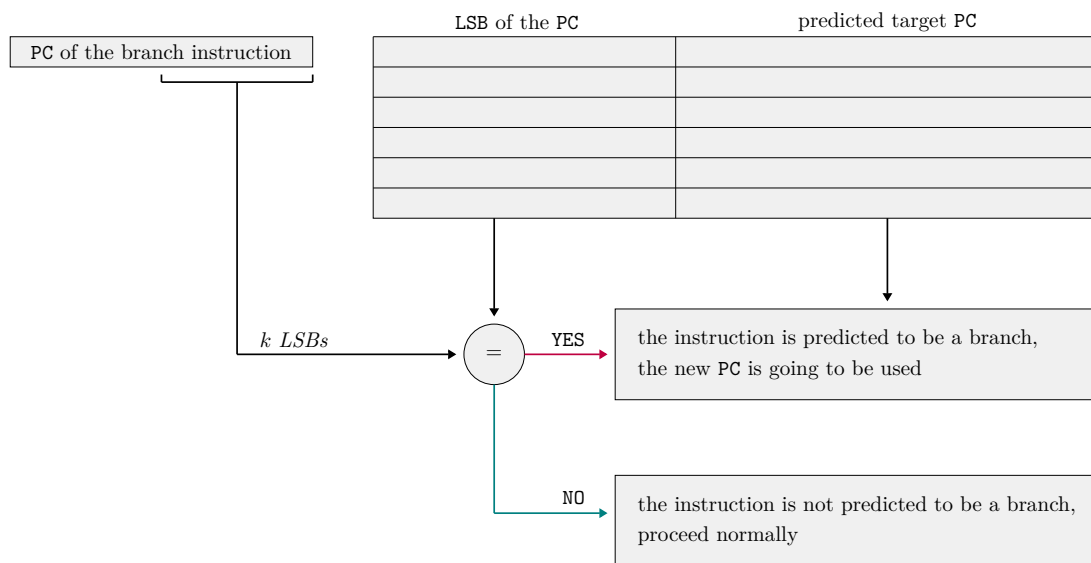 LSB of the PC
predicted target PC
PC of the branch instruction
k LSBs
=
YES
the instruction is predicted to be a branch,
the new PC is going to be used
NO
the instruction is not predicted to be a branch,
proceed normally